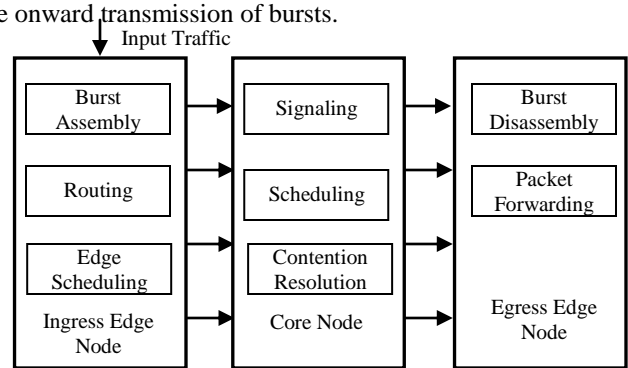 e onward transmission of bursts.
Input Traffic
Burst
Assembly
Routing
Edge
Scheduling
Ingress Edge
Node
Signaling
Scheduling
Contention
Resolution
Core Node
Burst
Disassembly
Packet
Forwarding
Egress Edge
Node